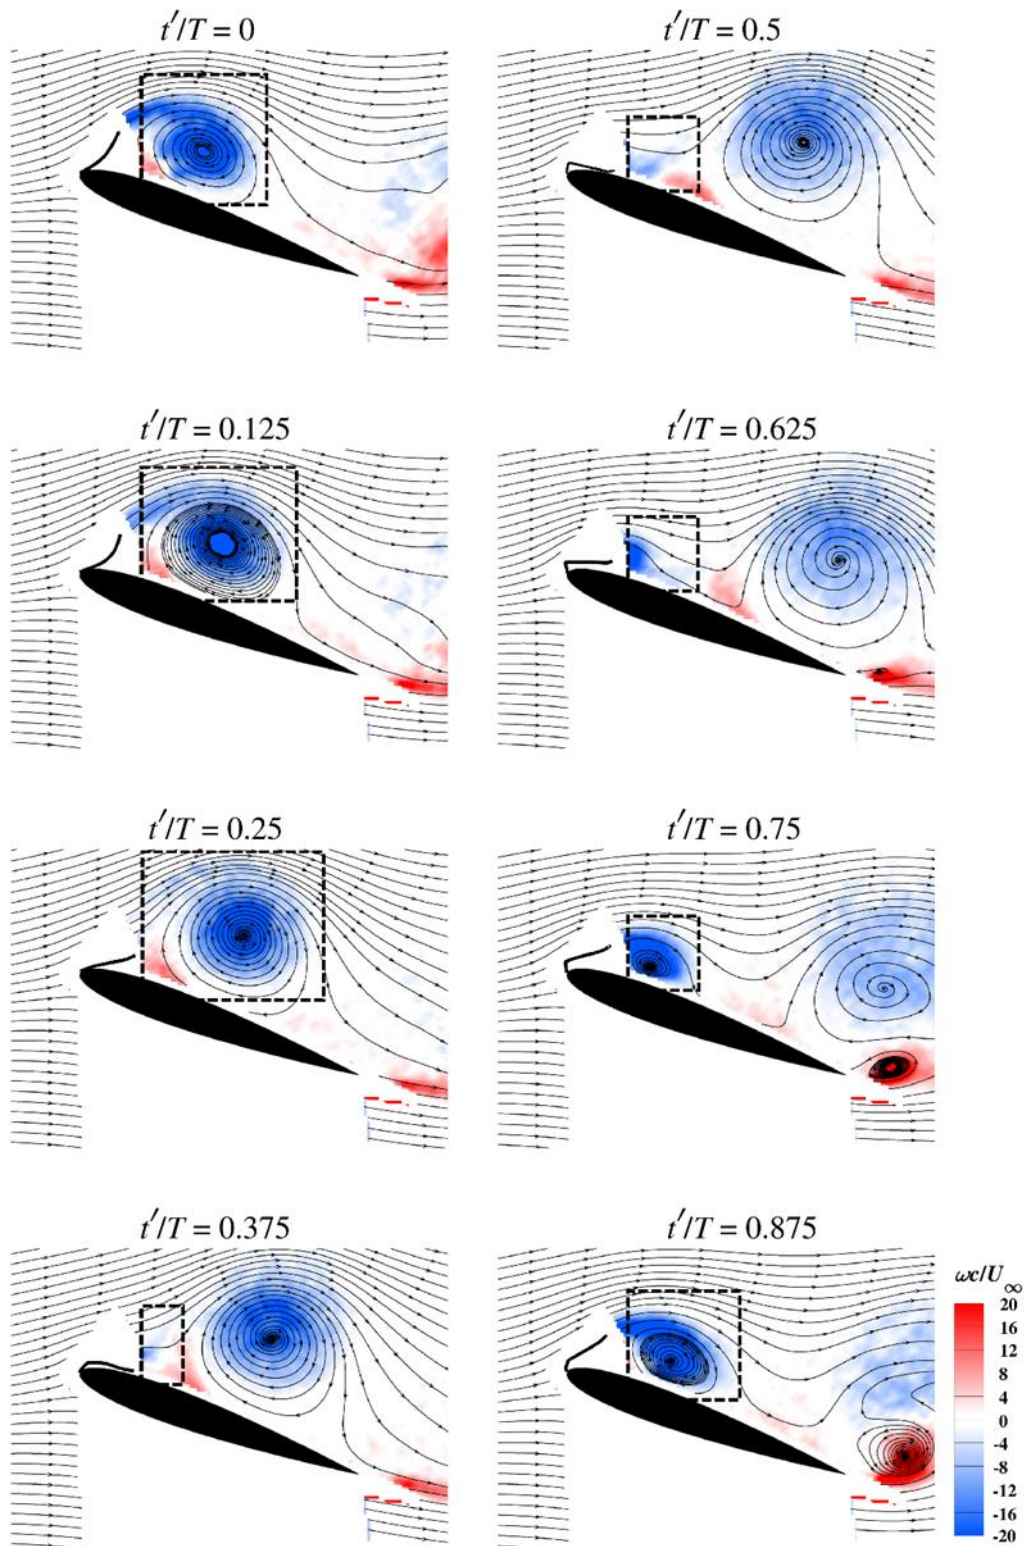 t′/T = 0
t′/T = 0.5
t′/T = 0.125
t′/T = 0.625
t′/T = 0.25
t′/T = 0.75
t′/T = 0.375
t′/T = 0.875
ωc/U∞
20
16
12
8
4
0
-4
-8
-12
-16
-20